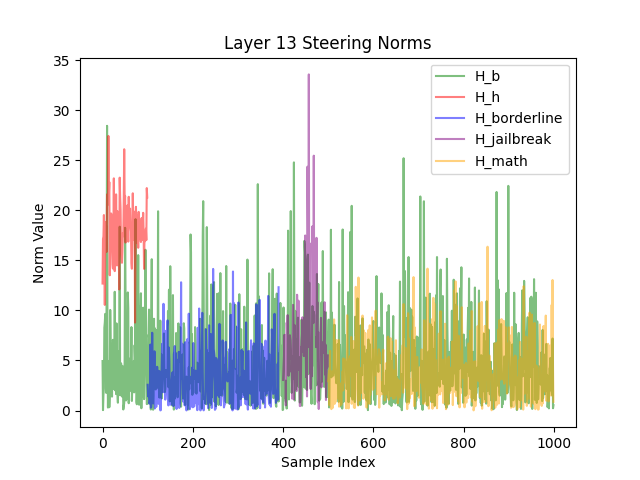 Layer 13 Steering Norms
35
30
25
20
15
10
5
0
Norm Value
0
200
400
600
800
1000
Sample Index
H_b
H_h
H_borderline
H_jailbreak
H_math